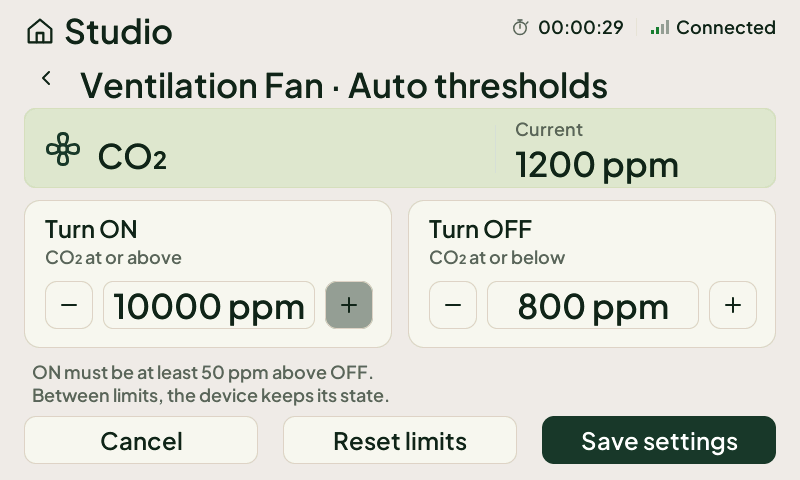 Studio
00:00:29
Connected
Ventilation Fan · Auto thresholds
CO₂
Current
1200 ppm
Turn ON
CO₂ at or above
− 10000 ppm +
Turn OFF
CO₂ at or below
− 800 ppm +
ON must be at least 50 ppm above OFF.
Between limits, the device keeps its state.
Cancel
Reset limits
Save settings